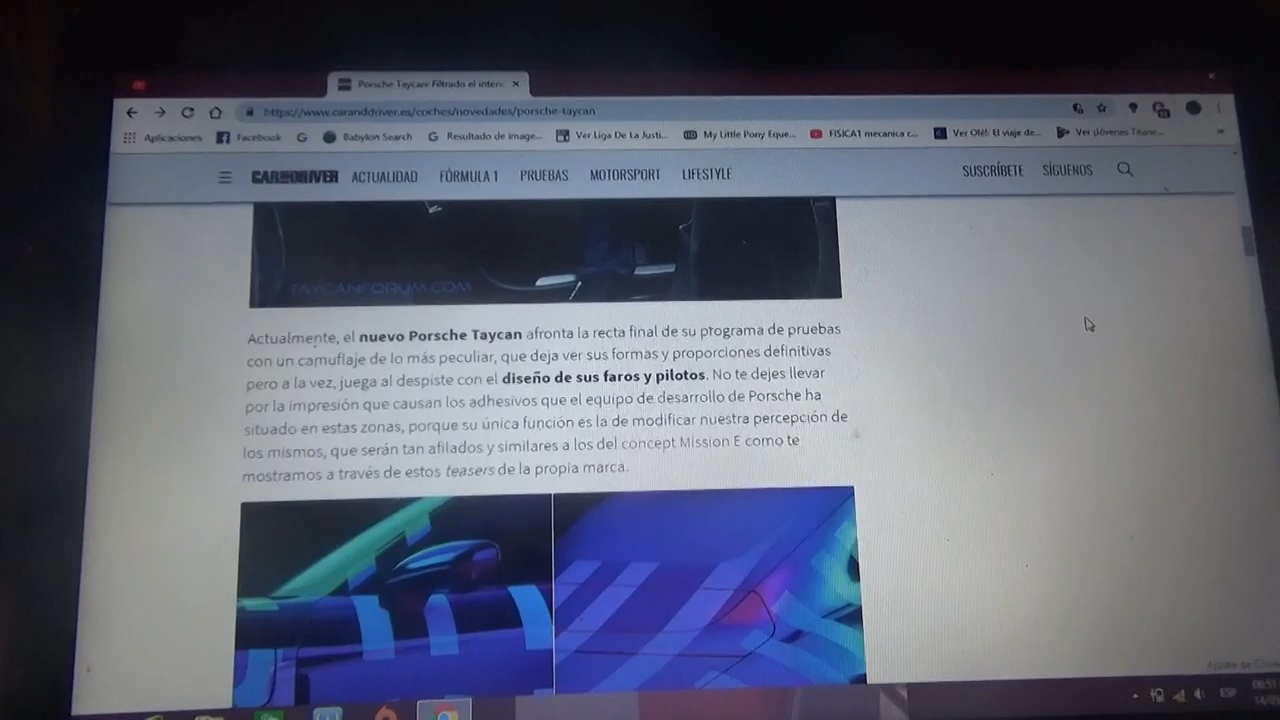 Porsche Taycan: Filtrado el interi
https://www.caranddriver.es/coches/novedades/porsche-taycan
Aplicaciones Facebook Babylon Search Resultado de image... Ver Liga De La Justi... My Little Pony Eque... FISICA1 mecanica c... Ver Olé!: El viaje de... Ver Jóvenes Titane...
CAR AND DRIVER ACTUALIDAD FÓRMULA 1 PRUEBAS MOTORSPORT LIFESTYLE SUSCRÍBETE SÍGUENOS
TAYCANFORUM.COM
Actualmente, el nuevo Porsche Taycan afronta la recta final de su programa de pruebas
con un camuflaje de lo más peculiar, que deja ver sus formas y proporciones definitivas
pero a la vez, juega al despiste con el diseño de sus faros y pilotos. No te dejes llevar
por la impresión que causan los adhesivos que el equipo de desarrollo de Porsche ha
situado en estas zonas, porque su única función es la de modificar nuestra percepción de
los mismos, que serán tan afilados y similares a los del concept Mission E como te
mostramos a través de estos teasers de la propia marca.
ESP